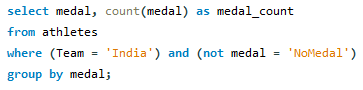 select medal, count(medal) as medal_count
from athletes
where (Team = 'India') and (not medal = 'NoMedal')
group by medal;